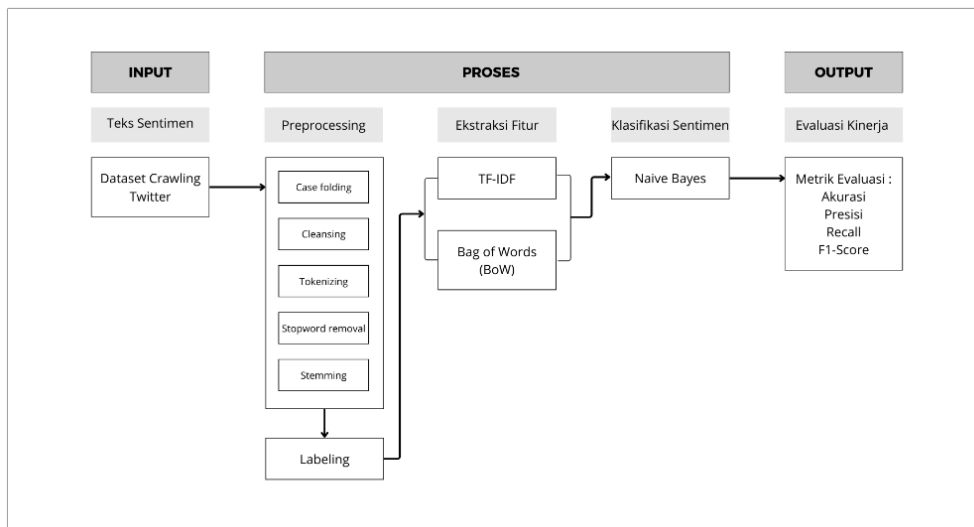 INPUT
PROSES
OUTPUT
Teks Sentimen
Preprocessing
Ekstraksi Fitur
Klasifikasi Sentimen
Evaluasi Kinerja
Dataset Crawling
Twitter
Case folding
Cleansing
Tokenizing
Stopword removal
Stemming
Labeling
TF-IDF
Bag of Words
(BoW)
Naive Bayes
Metrik Evaluasi :
Akurasi
Presisi
Recall
F1-Score